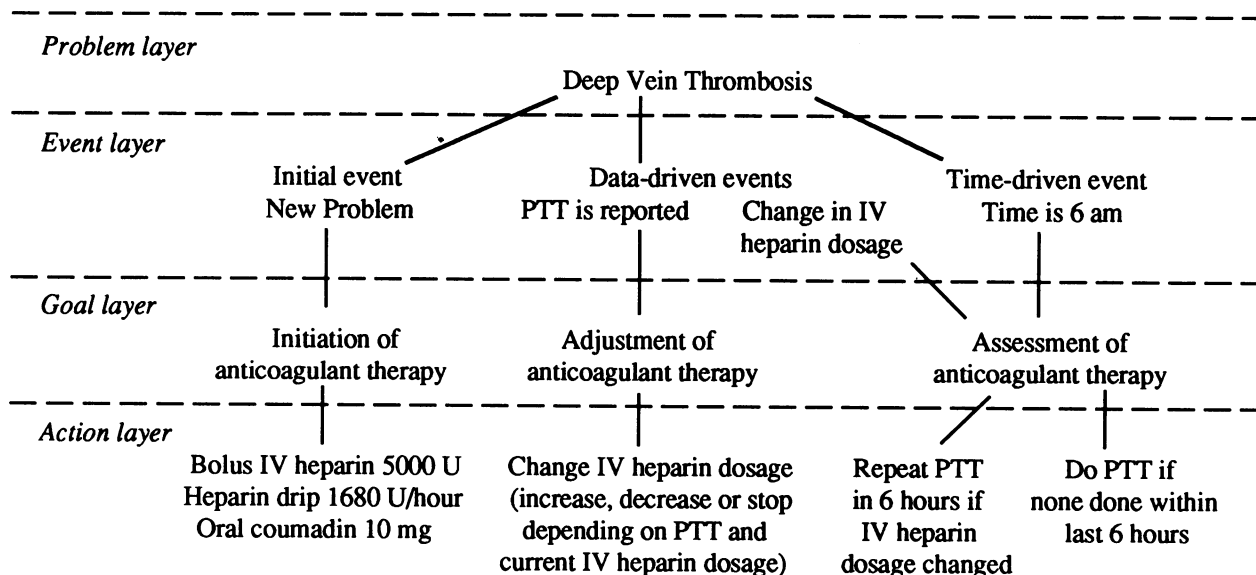 Problem layer
Deep Vein Thrombosis
Event layer
Initial event
New Problem
Data-driven events
PTT is reported
Change in IV
heparin dosage
Time-driven event
Time is 6 am
Goal layer
Initiation of
anticoagulant therapy
Adjustment of
anticoagulant therapy
Assessment of
anticoagulant therapy
Action layer
Bolus IV heparin 5000 U
Heparin drip 1680 U/hour
Oral coumadin 10 mg
Change IV heparin dosage
(increase, decrease or stop
depending on PTT and
current IV heparin dosage)
Repeat PTT
in 6 hours if
IV heparin
dosage changed
Do PTT if
none done within
last 6 hours